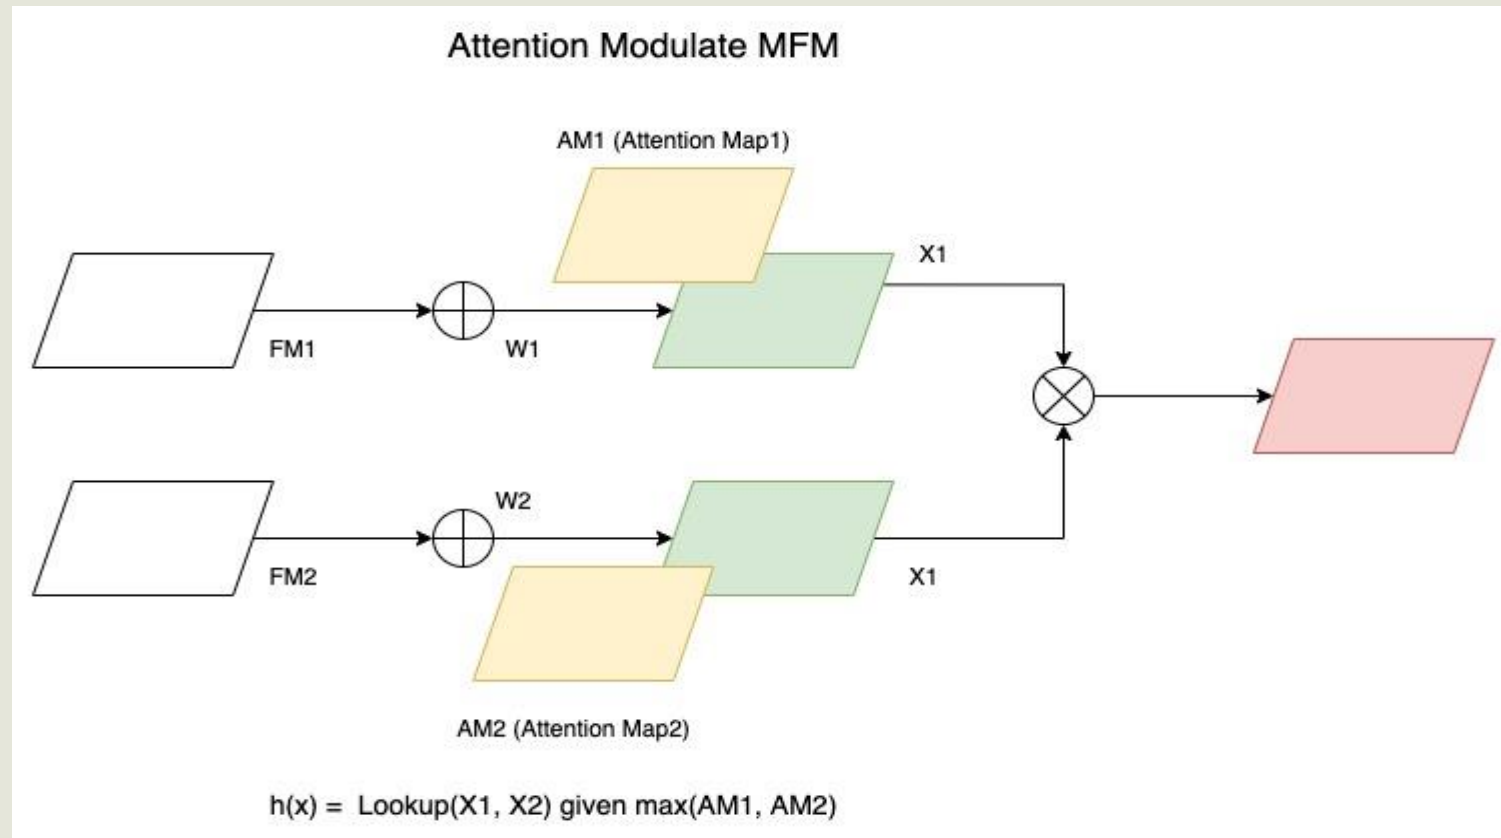 Attention Modulate MFM
AM1 (Attention Map1)
X1
FM1
W1
W2
FM2
X1
AM2 (Attention Map2)
h(x) = Lookup(X1, X2) given max(AM1, AM2)